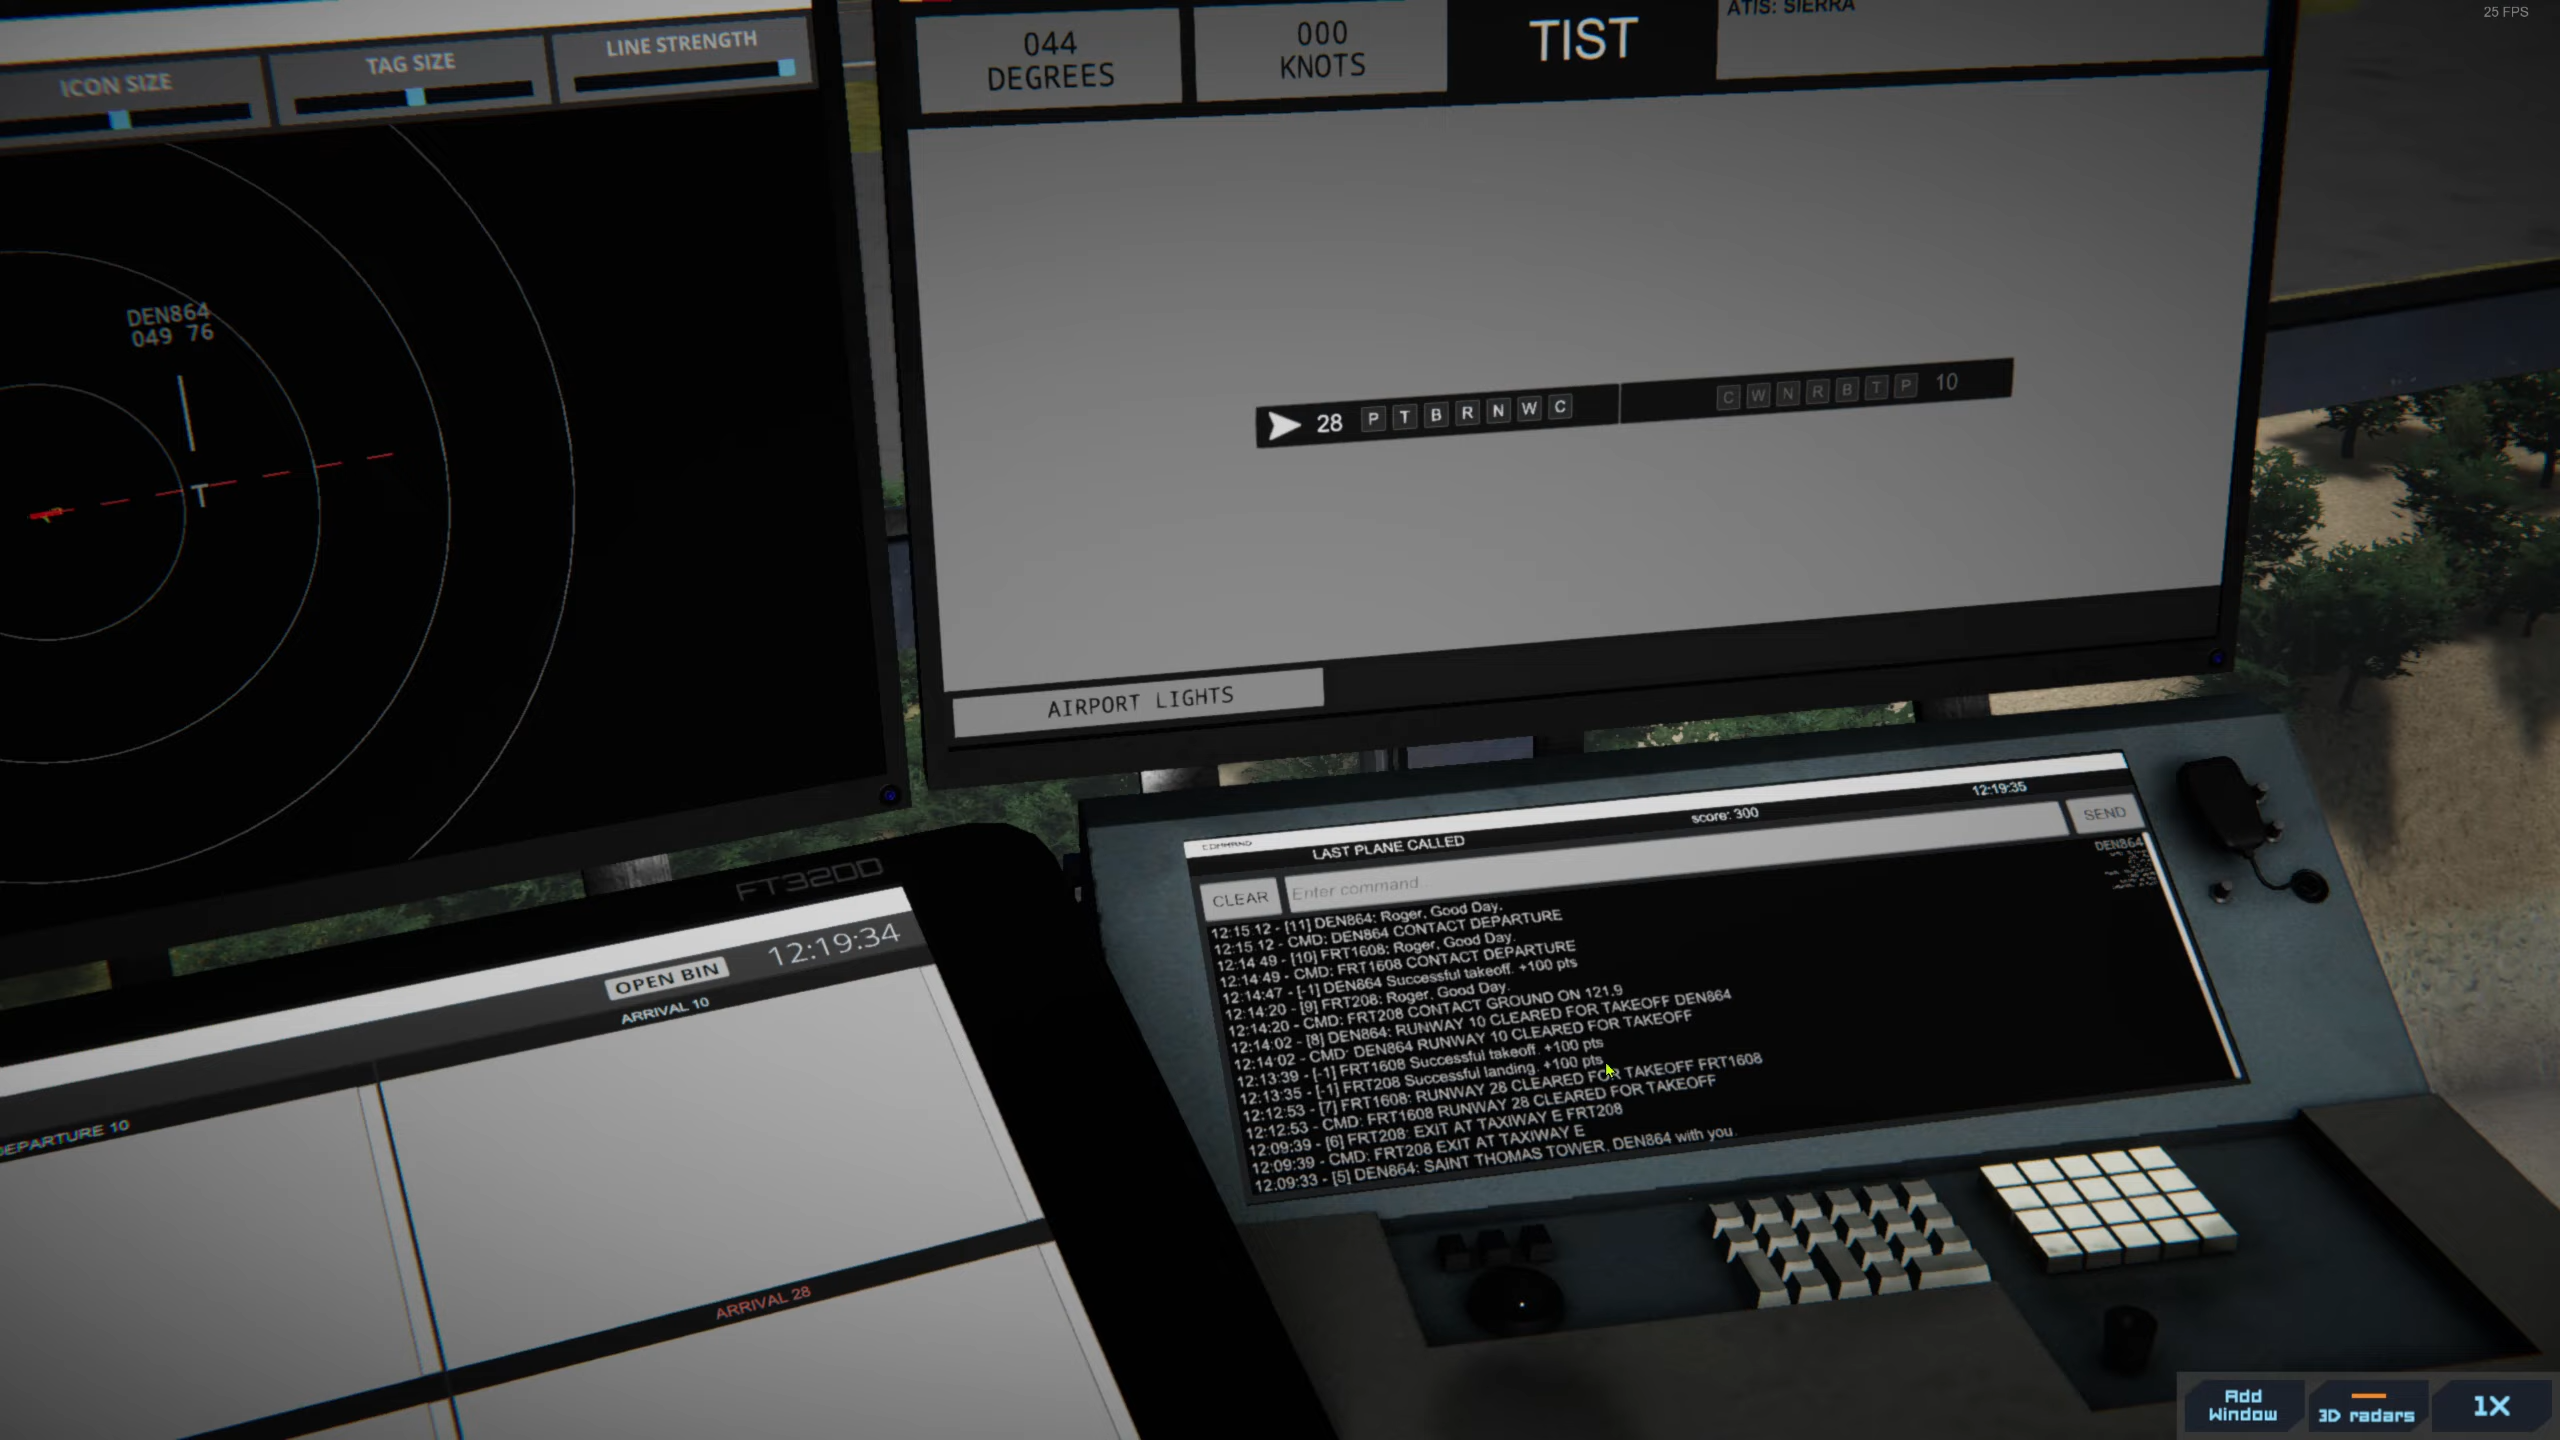 25 FPS
ICON SIZE
TAG SIZE
LINE STRENGTH
DEN864
049 76
T
044
DEGREES
000
KNOTS
TIST
ATIS: SIERRA
28 P T B R N W C
C W N R B T P 10
AIRPORT LIGHTS
FT32DD
12:19:34
OPEN BIN
ARRIVAL 10
DEPARTURE 10
ARRIVAL 28
COMMAND
LAST PLANE CALLED
score: 300
12:19:35
CLEAR
Enter command...
SEND
DEN864
12:15:12 - [11] DEN864: Roger, Good Day.
12:15:12 - CMD: DEN864 CONTACT DEPARTURE
12:14:49 - [10] FRT1608: Roger, Good Day.
12:14:49 - CMD: FRT1608 CONTACT DEPARTURE
12:14:47 - [-1] DEN864 Successful takeoff. +100 pts
12:14:20 - [9] FRT208: Roger, Good Day.
12:14:20 - CMD: FRT208 CONTACT GROUND ON 121.9
12:14:02 - [8] DEN864: RUNWAY 10 CLEARED FOR TAKEOFF DEN864
12:14:02 - CMD: DEN864 RUNWAY 10 CLEARED FOR TAKEOFF
12:13:39 - [-1] FRT1608 Successful takeoff. +100 pts
12:13:35 - [-1] FRT208 Successful landing. +100 pts
12:12:53 - [7] FRT1608: RUNWAY 28 CLEARED FOR TAKEOFF FRT1608
12:12:53 - CMD: FRT1608 RUNWAY 28 CLEARED FOR TAKEOFF
12:09:39 - [6] FRT208: EXIT AT TAXIWAY E FRT208
12:09:39 - CMD: FRT208 EXIT AT TAXIWAY E
12:09:33 - [5] DEN864: SAINT THOMAS TOWER, DEN864 with you.
Add
Window
3D radars
1X